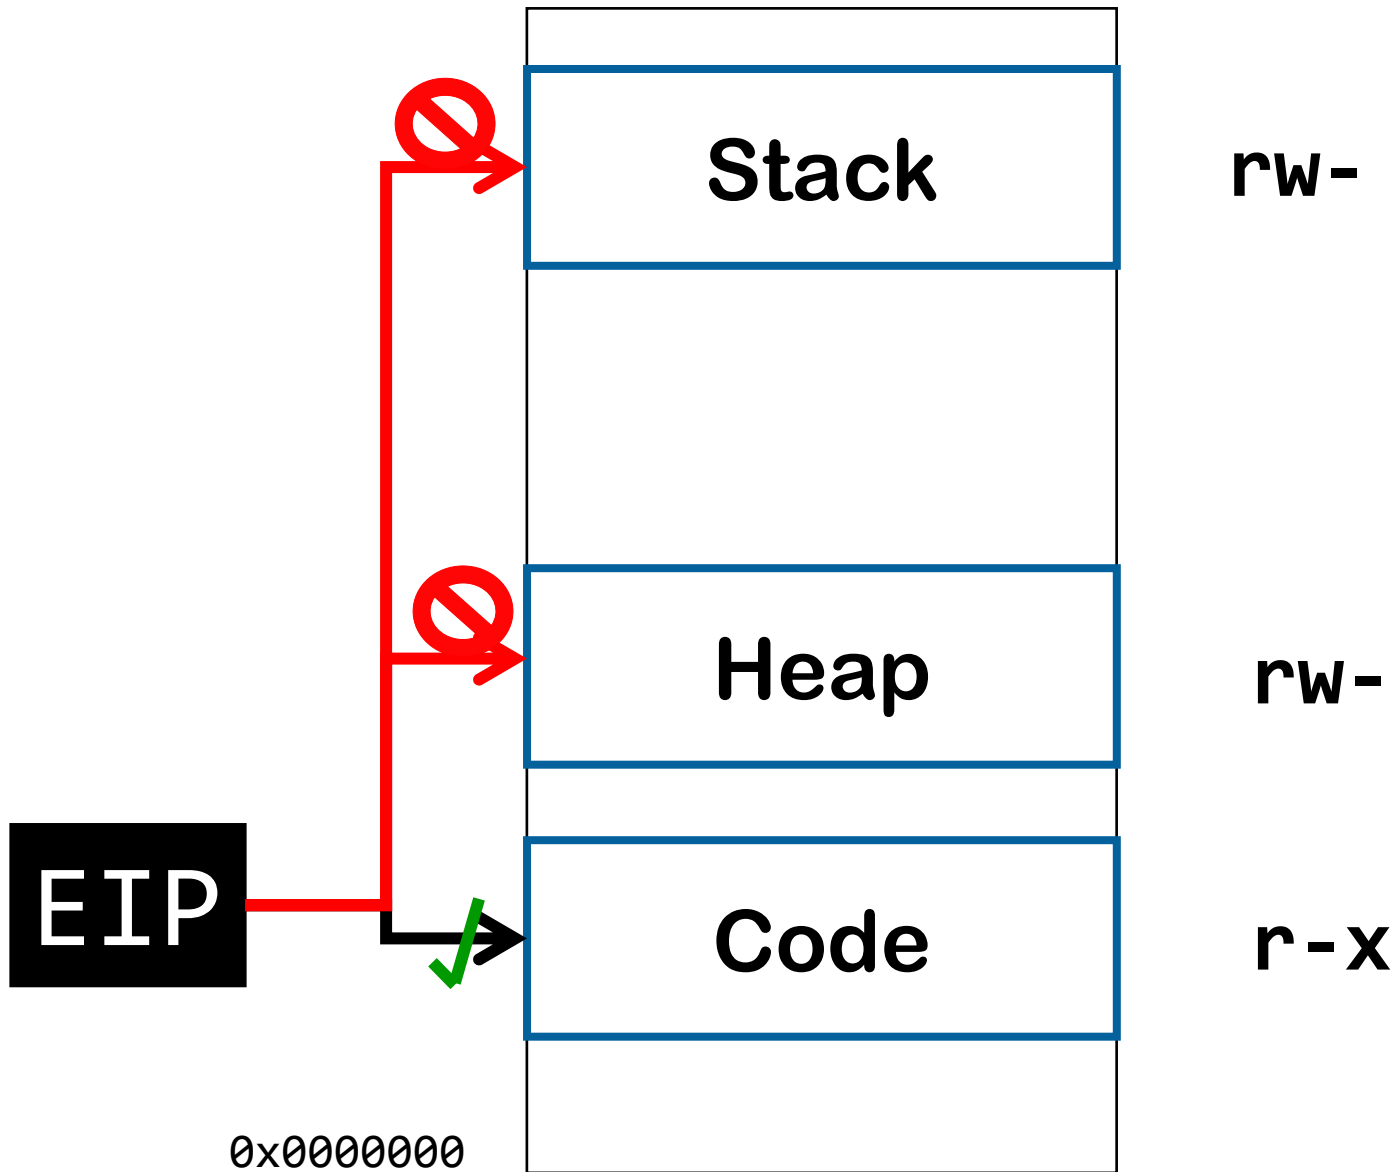 Stack
rw-
Heap
rw-
EIP
Code
r-x
0x0000000